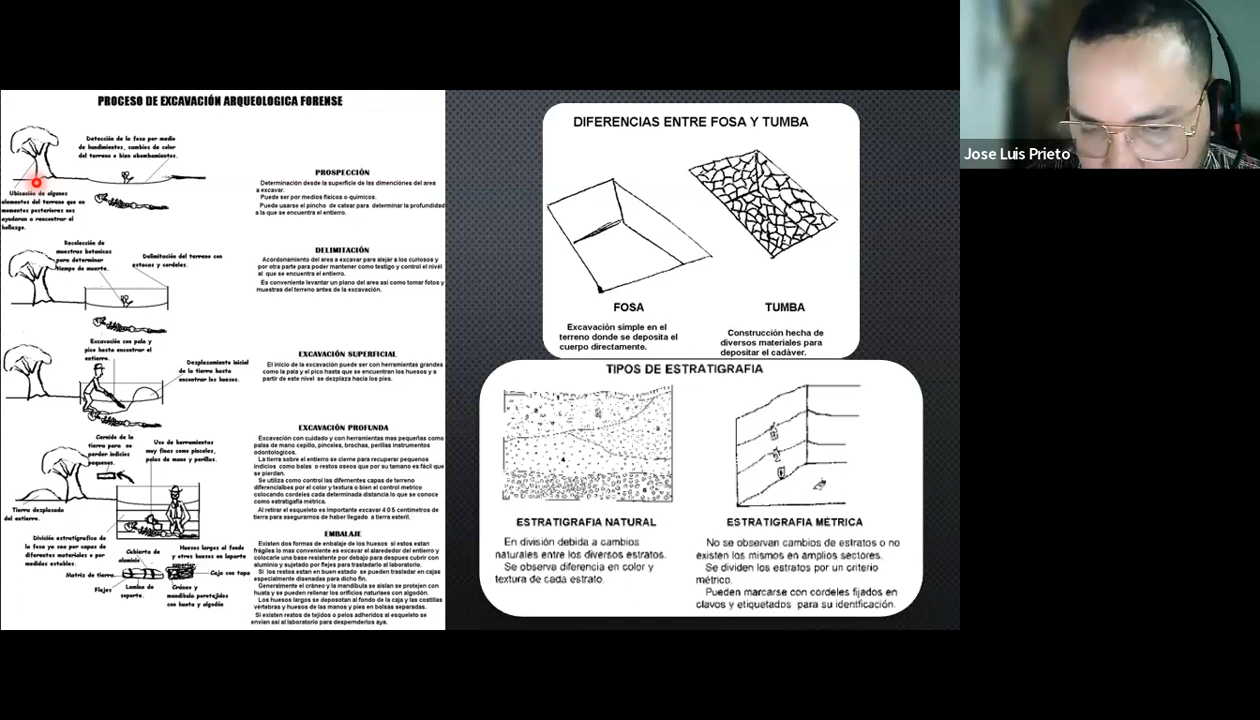 PROCESO DE EXCAVACIÓN ARQUEOLOGICA FORENSE
Detección de la fosa por medio
de hundimientos, cambios de color
del terreno o bien abombamientos.
Ubicación de algunos
elementos del terreno que en
momentos posteriores nos
ayudaran a reencontrar el
hallazgo.
PROSPECCIÓN
Determinación desde la superficie de las dimenciónes del area
a excavar.
Puede ser por medios físicos o químicos.
Puede usarse el pincho de catear para determinar la profundidad
a la que se encuentra el entierro.
Recolección de
muestras botanicas
para determinar
tiempo de muerte.
Delimitación del terreno con
estacas y cordeles.
DELIMITACIÓN
Acordonamiento del area a excavar para alejar a los curiosos y
por otra parte para poder mantener como testigo y control el nivel
al que se encuentra el entierro.
Es conveniente levantar un plano del area así como tomar fotos y
muestras del terreno antes de la excavación.
Excavación con pala y
pico hasta encontrar el
entierro.
Desplazamiento inicial
de la tierra hasta
encontrar los huesos.
EXCAVACIÓN SUPERFICIAL
El inicio de la excavación puede ser con herramientas grandes
como la pala y el pico hasta que se encuentran los huesos y a
partir de este nivel se dezplaza hacia los pies.
Cernido de la
tierra para no
perder indicios
pequenos.
Uso de herramientas
muy finas como pinceles,
palas de mano y perillas.
Tierra desplazada
del entierro.
División estratigrafica de
la fosa ya sea por capas de
diferentes materiales o por
medidas estables.
EXCAVACIÓN PROFUNDA
Excavación con cuidado y con herramientas mas pequeñas como
palas de mano cepillo, pinceles, brochas, perillas instrumentos
odontologicos.
La tierra sobre el entierro se cierne para recuperar pequenos
indicios como balas o restos oseos que por su tamano es fácil que
se pierdan.
Se utiliza como control las difernentes capas de terreno
diferencialbes por el color y textura o bien el control metrico
colocando cordeles cada determinada distancia lo que se conoce
como estratigafia métrica.
Al retirar el esqueleto es importante excavar 4 0 5 centimetros de
tierra para asegurarnos de haber llegado a tierra esteril.
Cubierta de
aluminio
Huesos largos al fondo
y otros huesos en laparte
superior
Matriz de tierra
Caja con tapa
Flejes
Lamina de
soporte.
Cráneo y
mandíbula porotejidos
con huata y algodón
EMBALAJE
Existen dos formas de enbalaje de los huesos si estos estan
frágiles lo mas conveniente es excavar el alarededor del entierro y
colocarle una base resistente por debajo para despues cubrir con
aluminio y sujetado por flejes para trasladarlo al laboratorio.
Si los restos estan en buen estado se pueden trasladar en cajas
especialmente disenadas para dicho fin.
Generalmente el cráneo y la mandibula se aislan se protejen con
huata y se pueden rellenar los orificios naturlaes con algodón.
Los huesos largos se deposotan al fondo de la caja y las costillas
vértebras y huesos de las manos y pies en bolsas separadas.
Si existen restos de tejidos o pelos adheridos al esqueleto se
envian asi al laboratorio para despernderlos aya.
DIFERENCIAS ENTRE FOSA Y TUMBA
FOSA
Excavación simple en el
terreno donde se deposita el
cuerpo directamente.
TUMBA
Construcción hecha de
diversos materiales para
depositar el cadáver.
TIPOS DE ESTRATIGRAFIA
ESTRATIGRAFIA NATURAL
En división debida a cambios
naturales entre los diversos estratos.
Se observa diferencia en color y
textura de cada estrato.
ESTRATIGRAFIA MÉTRICA
No se observan cambios de estratos o no
existen los mismos en amplios sectores.
Se dividen los estratos por un criterio
métrico.
Pueden marcarse con cordeles fijados en
clavos y etiquetados para su identficación.
Jose Luis Prieto